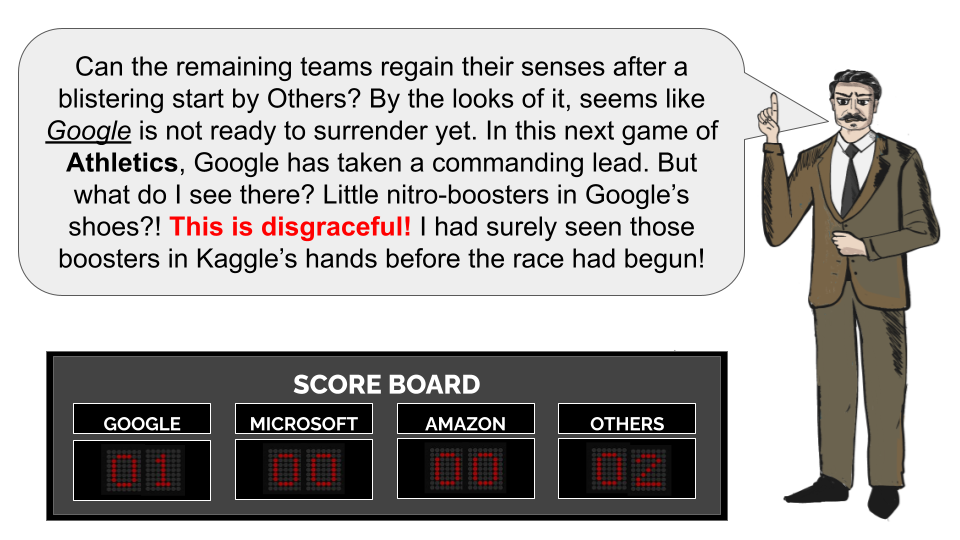 Can the remaining teams regain their senses after a
blistering start by Others? By the looks of it, seems like
Google is not ready to surrender yet. In this next game of
Athletics, Google has taken a commanding lead. But
what do I see there? Little nitro-boosters in Google’s
shoes?! This is disgraceful! I had surely seen those
boosters in Kaggle’s hands before the race had begun!
SCORE BOARD
GOOGLE MICROSOFT AMAZON OTHERS
01 00 00 02